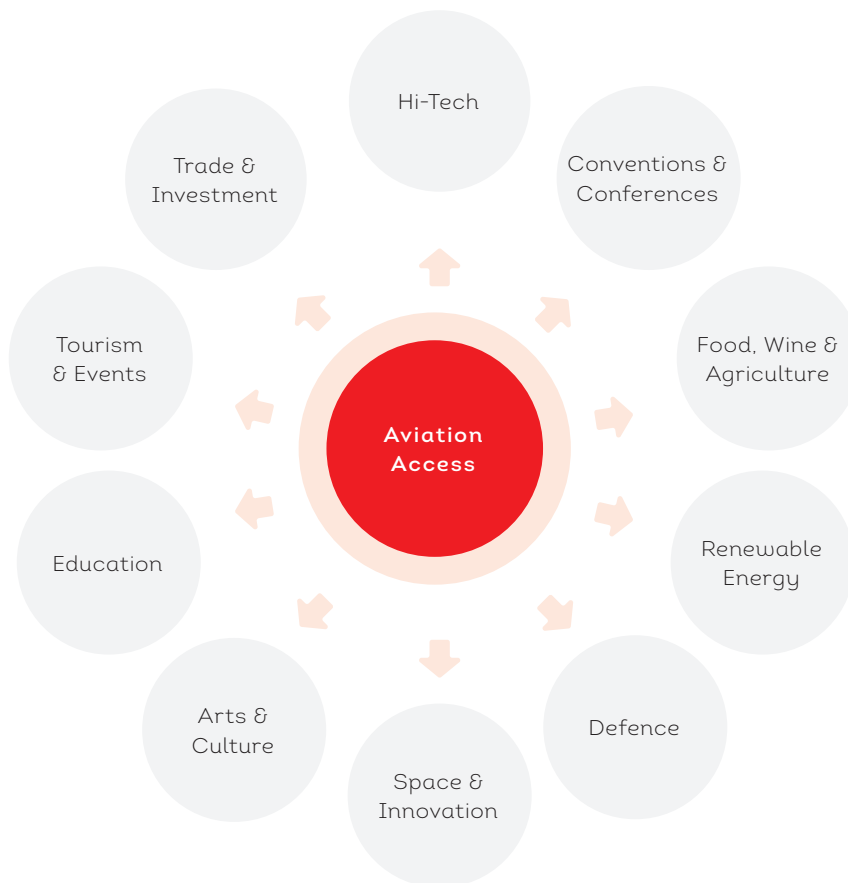 Hi-Tech
Trade &
Investment
Conventions &
Conferences
Tourism
& Events
Food, Wine &
Agriculture
Aviation
Access
Education
Renewable
Energy
Arts &
Culture
Defence
Space &
Innovation